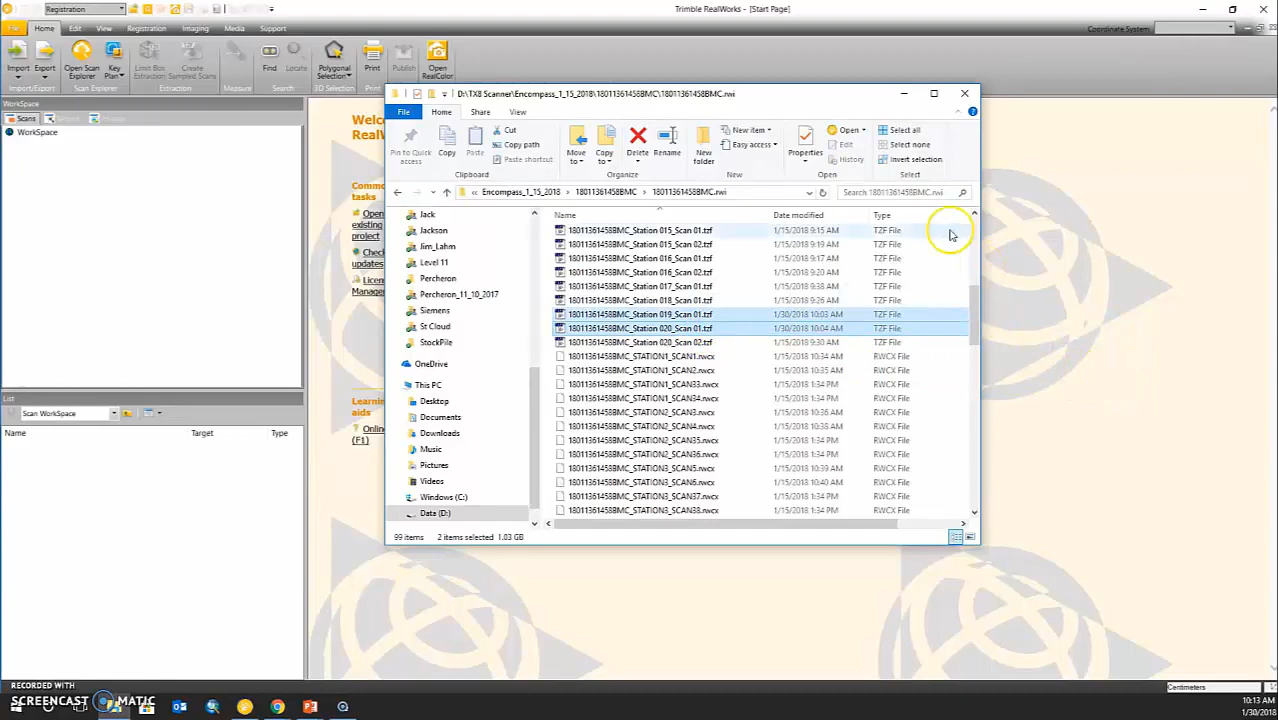 Registration
Trimble RealWorks - [Start Page]
File Home Edit View Registration Imaging Media Support
Coordinate System
Import Export Open Scan Explorer Key Plan Limit Box Extraction Create Sampled Scans Find Locate Polygonal Selection Print Publish Open RealColor
Import/Export Scan Explorer Extraction Measure Search 3D Selection Print
WorkSpace
Scans
WorkSpace
List
Scan WorkSpace
Name Target Type
Open existing project
(F1)
D:\TX8 Scanner\Encompass_1_15_2018\18011361458BMC\18011361458BMC.rwi
File Home Share View
Pin to Quick access Copy Paste Cut Copy path Paste shortcut Move to Copy to Delete Rename New folder New item Easy access Properties Open Edit History Select all Select none Invert selection
Organize New Open Select
« Encompass_1_15_2018 > 18011361458BMC > 18011361458BMC.rwi
Search 18011361458BMC.rwi
Jack
Jackson
Jim_Lahm
Level 11
Percheron
Percheron_11_10_2017
Siemens
St Cloud
StockPile
OneDrive
This PC
Desktop
Documents
Downloads
Music
Pictures
Videos
Windows (C:)
Data (D:)
Name Date modified Type
18011361458BMC_Station 015_Scan 01.tzf 1/15/2018 9:15 AM TZF File
18011361458BMC_Station 015_Scan 02.tzf 1/15/2018 9:19 AM TZF File
18011361458BMC_Station 016_Scan 01.tzf 1/15/2018 9:17 AM TZF File
18011361458BMC_Station 016_Scan 02.tzf 1/15/2018 9:20 AM TZF File
18011361458BMC_Station 017_Scan 01.tzf 1/15/2018 9:38 AM TZF File
18011361458BMC_Station 018_Scan 01.tzf 1/15/2018 9:26 AM TZF File
18011361458BMC_Station 019_Scan 01.tzf 1/30/2018 10:03 AM TZF File
18011361458BMC_Station 020_Scan 01.tzf 1/30/2018 10:04 AM TZF File
18011361458BMC_Station 020_Scan 02.tzf 1/15/2018 9:30 AM TZF File
18011361458BMC_STATION1_SCAN1.rwcx 1/15/2018 10:34 AM RWCX File
18011361458BMC_STATION1_SCAN2.rwcx 1/15/2018 10:35 AM RWCX File
18011361458BMC_STATION1_SCAN33.rwcx 1/15/2018 1:34 PM RWCX File
18011361458BMC_STATION1_SCAN34.rwcx 1/15/2018 1:34 PM RWCX File
18011361458BMC_STATION2_SCAN3.rwcx 1/15/2018 10:36 AM RWCX File
18011361458BMC_STATION2_SCAN4.rwcx 1/15/2018 10:38 AM RWCX File
18011361458BMC_STATION2_SCAN35.rwcx 1/15/2018 1:34 PM RWCX File
18011361458BMC_STATION2_SCAN36.rwcx 1/15/2018 1:34 PM RWCX File
18011361458BMC_STATION3_SCAN5.rwcx 1/15/2018 10:39 AM RWCX File
18011361458BMC_STATION3_SCAN6.rwcx 1/15/2018 10:40 AM RWCX File
18011361458BMC_STATION3_SCAN37.rwcx 1/15/2018 1:34 PM RWCX File
18011361458BMC_STATION3_SCAN38.rwcx 1/15/2018 1:34 PM RWCX File
99 items 2 items selected 1.03 GB
Centimeters
RECORDED WITH
SCREENCAST MATIC
10:13 AM
1/30/2018